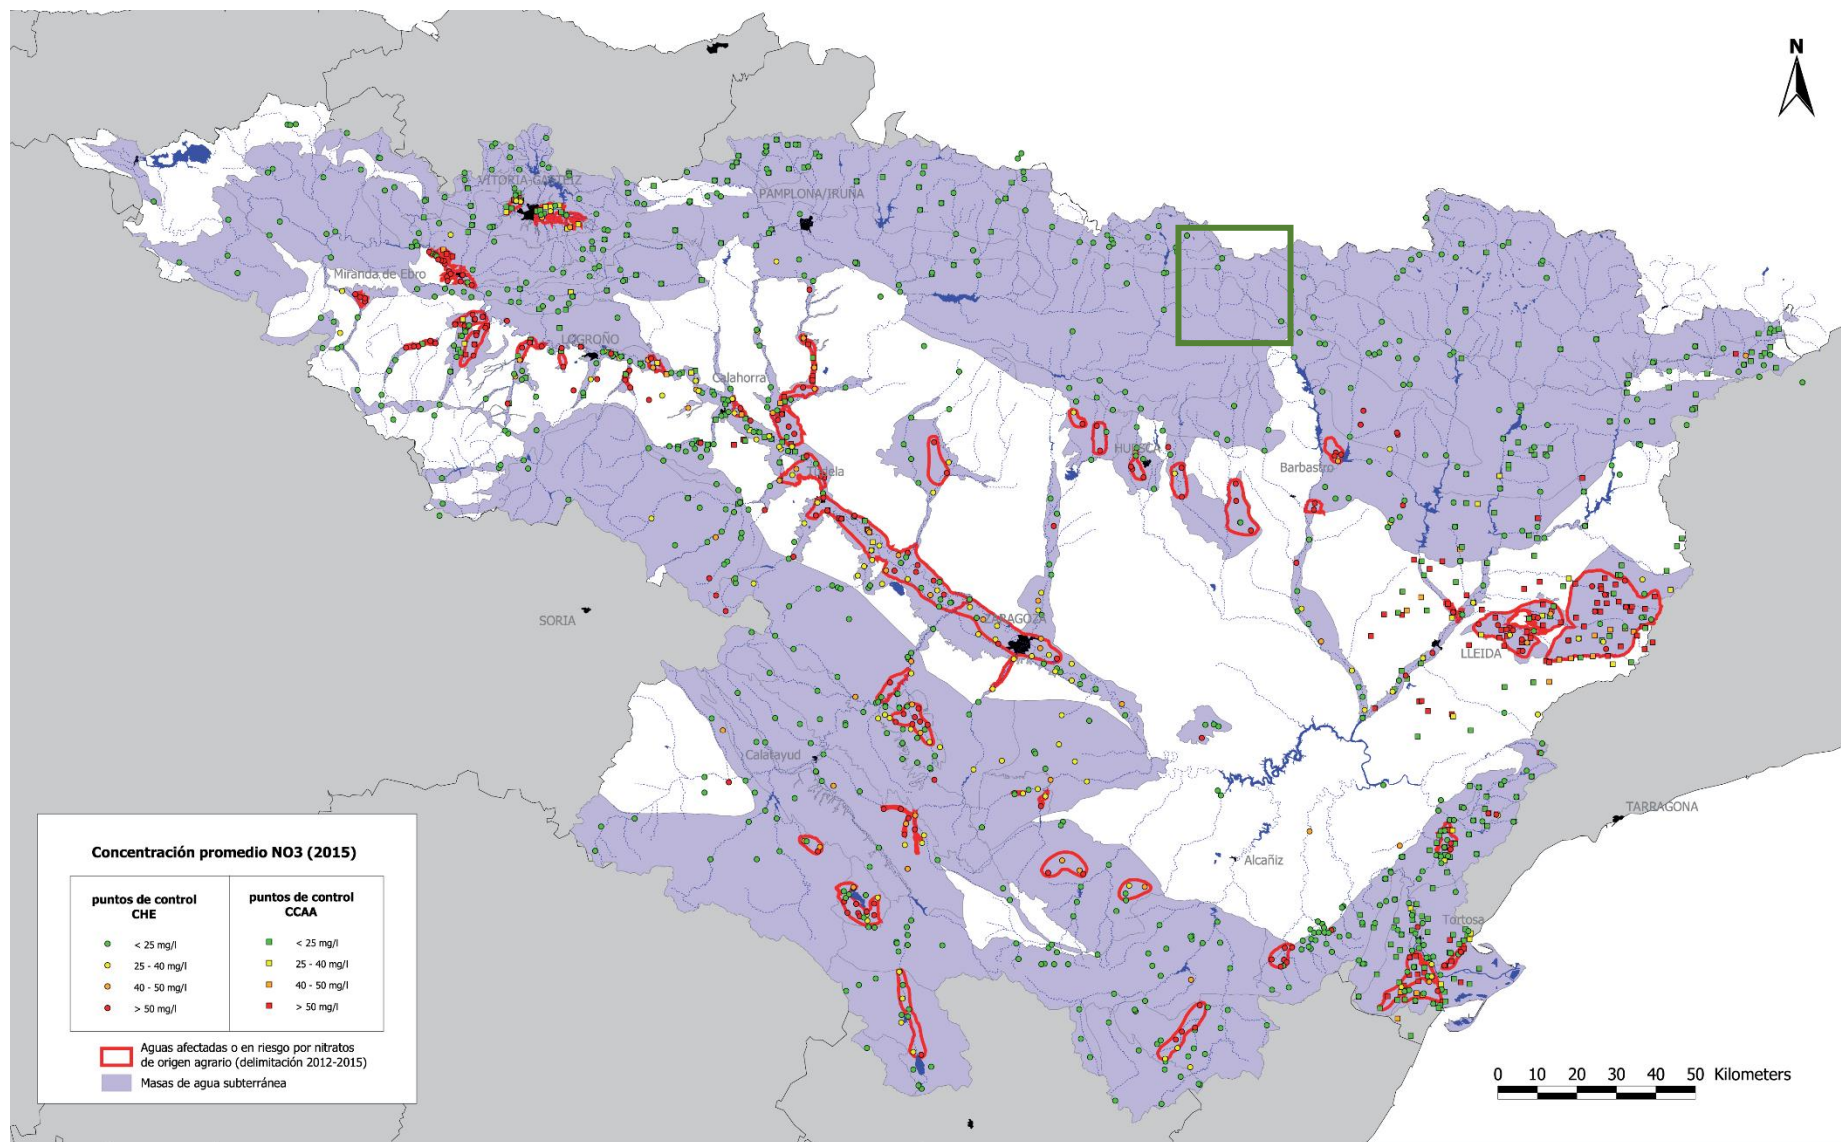 N
VITORIA-GASTEIZ
PAMPLONA/IRUÑA
Miranda de Ebro
LOGROÑO
Calahorra
HUESCA
Barbastro
Tudela
SORIA
ZARAGOZA
LLEIDA
Calatayud
TARRAGONA
Alcañiz
Tortosa
Concentración promedio NO3 (2015)
puntos de control
CHE
< 25 mg/l
25 - 40 mg/l
40 - 50 mg/l
> 50 mg/l
puntos de control
CCAA
< 25 mg/l
25 - 40 mg/l
40 - 50 mg/l
> 50 mg/l
Aguas afectadas o en riesgo por nitratos
de origen agrario (delimitación 2012-2015)
Masas de agua subterránea
0 10 20 30 40 50 Kilometers